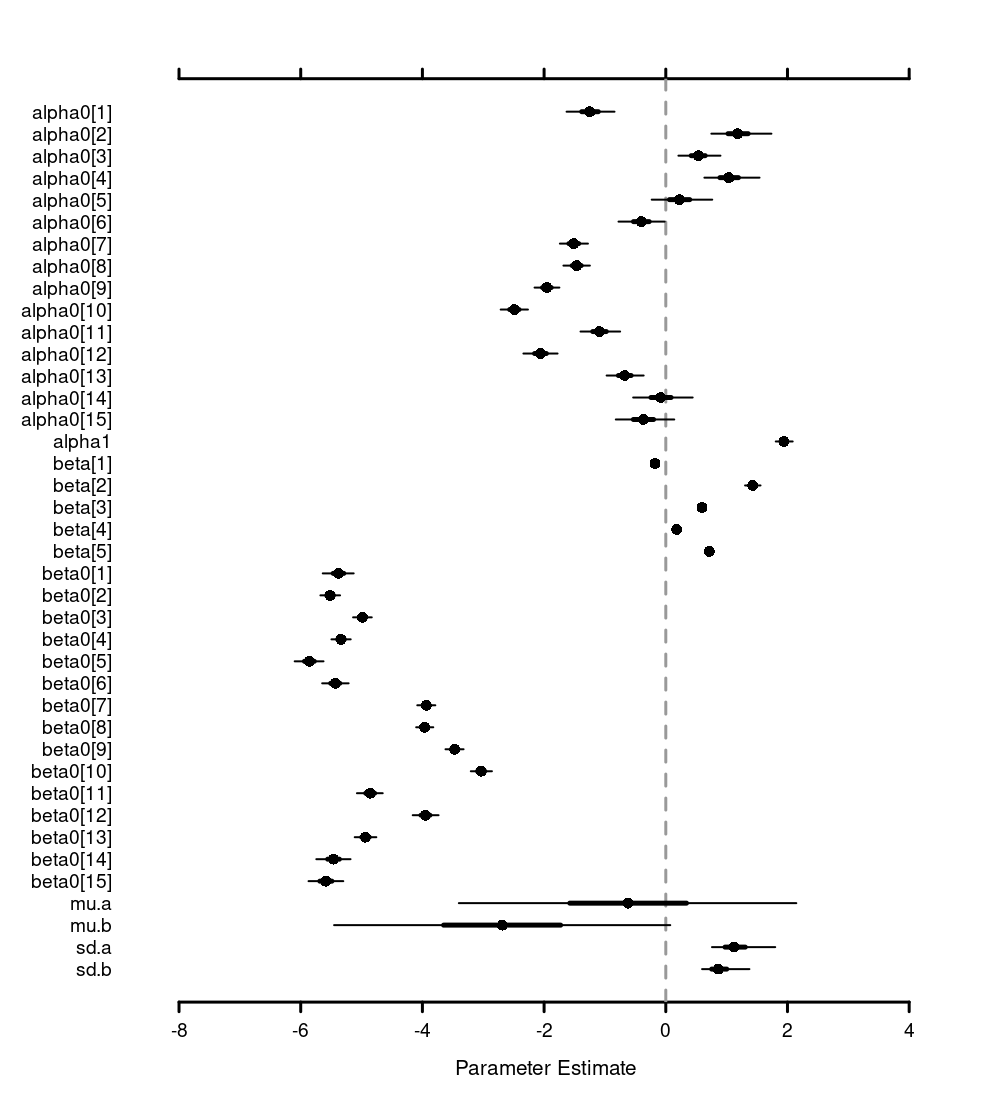 alpha0[1]
alpha0[2]
alpha0[3]
alpha0[4]
alpha0[5]
alpha0[6]
alpha0[7]
alpha0[8]
alpha0[9]
alpha0[10]
alpha0[11]
alpha0[12]
alpha0[13]
alpha0[14]
alpha0[15]
alpha1
beta[1]
beta[2]
beta[3]
beta[4]
beta[5]
beta0[1]
beta0[2]
beta0[3]
beta0[4]
beta0[5]
beta0[6]
beta0[7]
beta0[8]
beta0[9]
beta0[10]
beta0[11]
beta0[12]
beta0[13]
beta0[14]
beta0[15]
mu.a
mu.b
sd.a
sd.b
-8 -6 -4 -2 0 2 4
Parameter Estimate